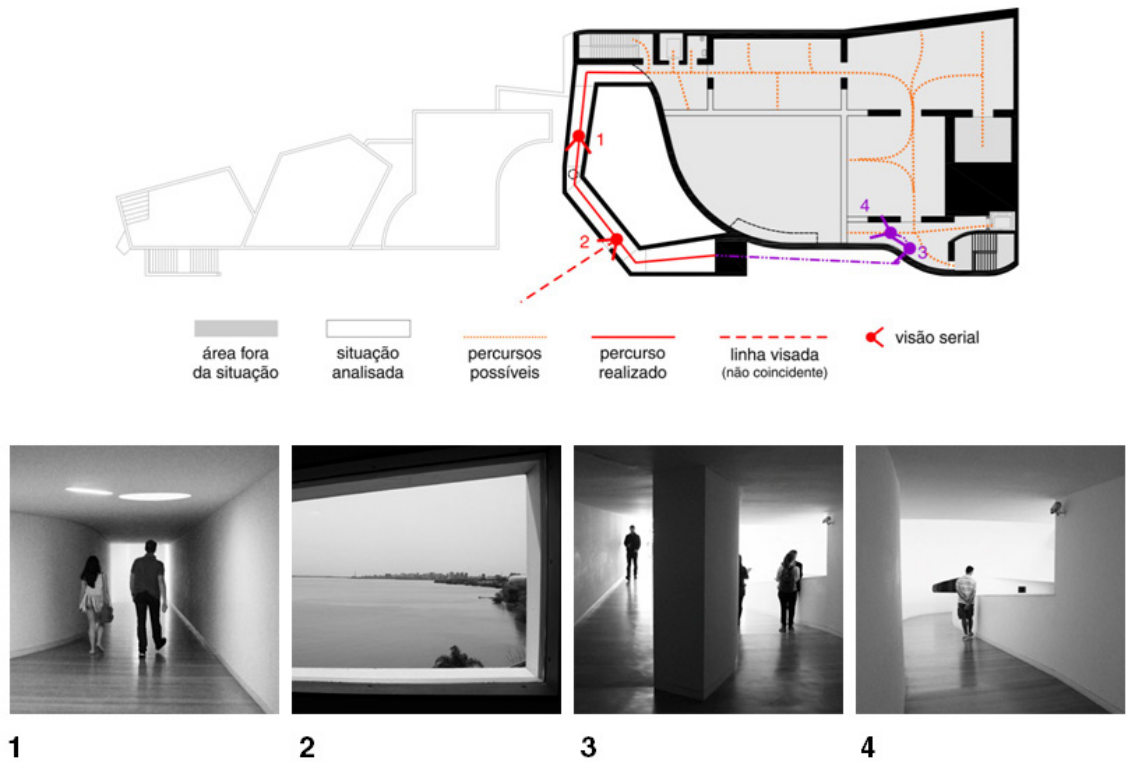 1
2
4
3
área fora
da situação
situação
analisada
percursos
possíveis
percurso
realizado
linha visada
(não coincidente)
visão serial
1
2
3
4